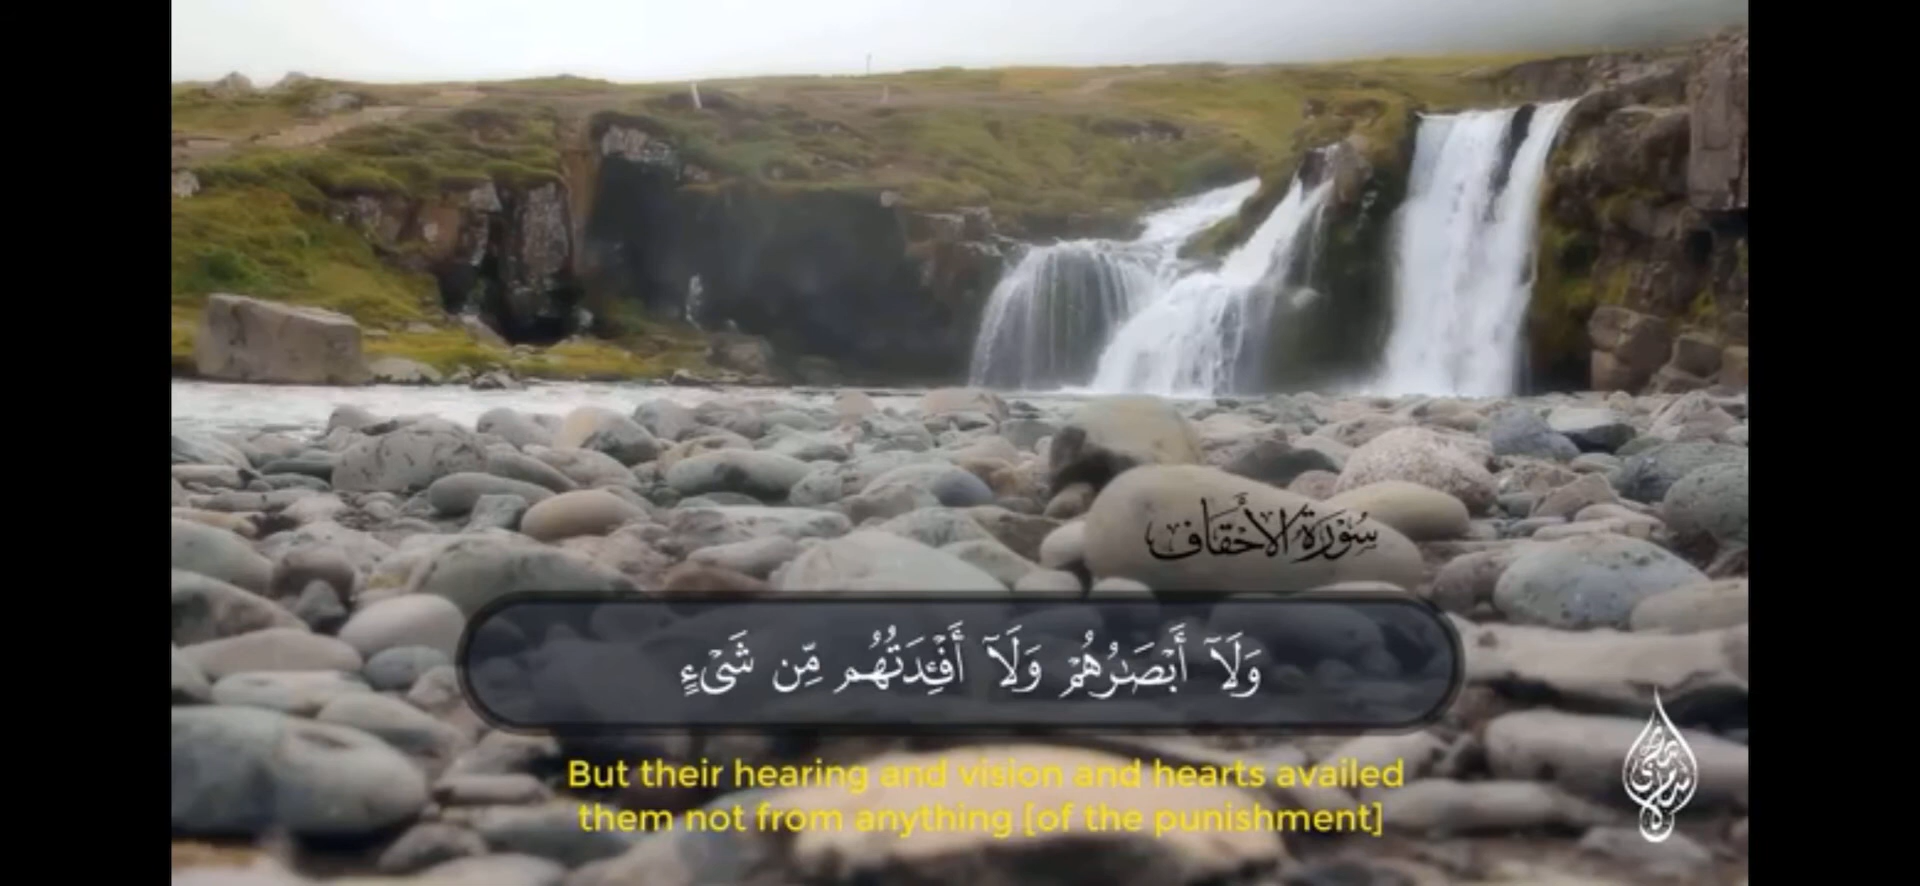 سُورَةُ الأَحْقَافِ
وَلَآ أَبْصَـٰرُهُمْ وَلَآ أَفْـِٔدَتُهُم مِّن شَىْءٍ
But their hearing and vision and hearts availed
them not from anything [of the punishment]